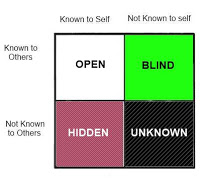 Known to Self
Not Known to self
Known to
Others
OPEN
BLIND
Not Known
to Others
HIDDEN
UNKNOWN